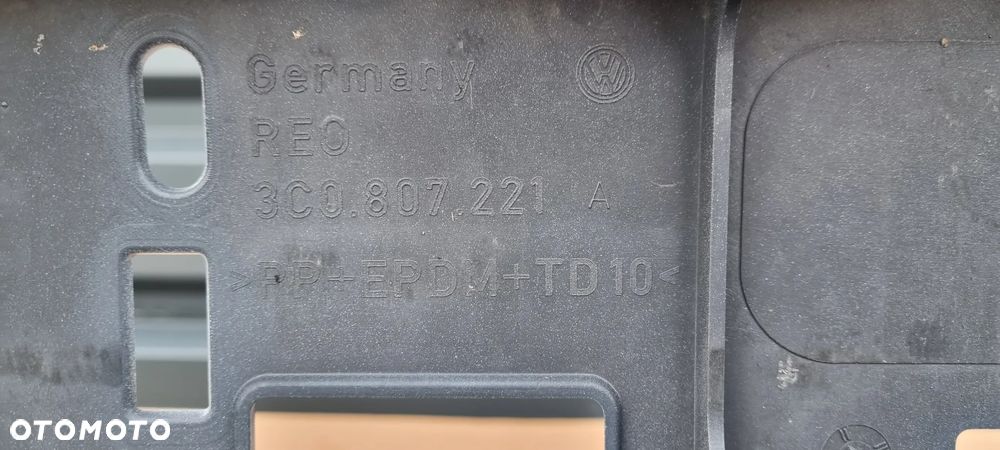 Germany
REO
3C0.807.221 A
>PP+EPDM+TD10<
OTOMOTO